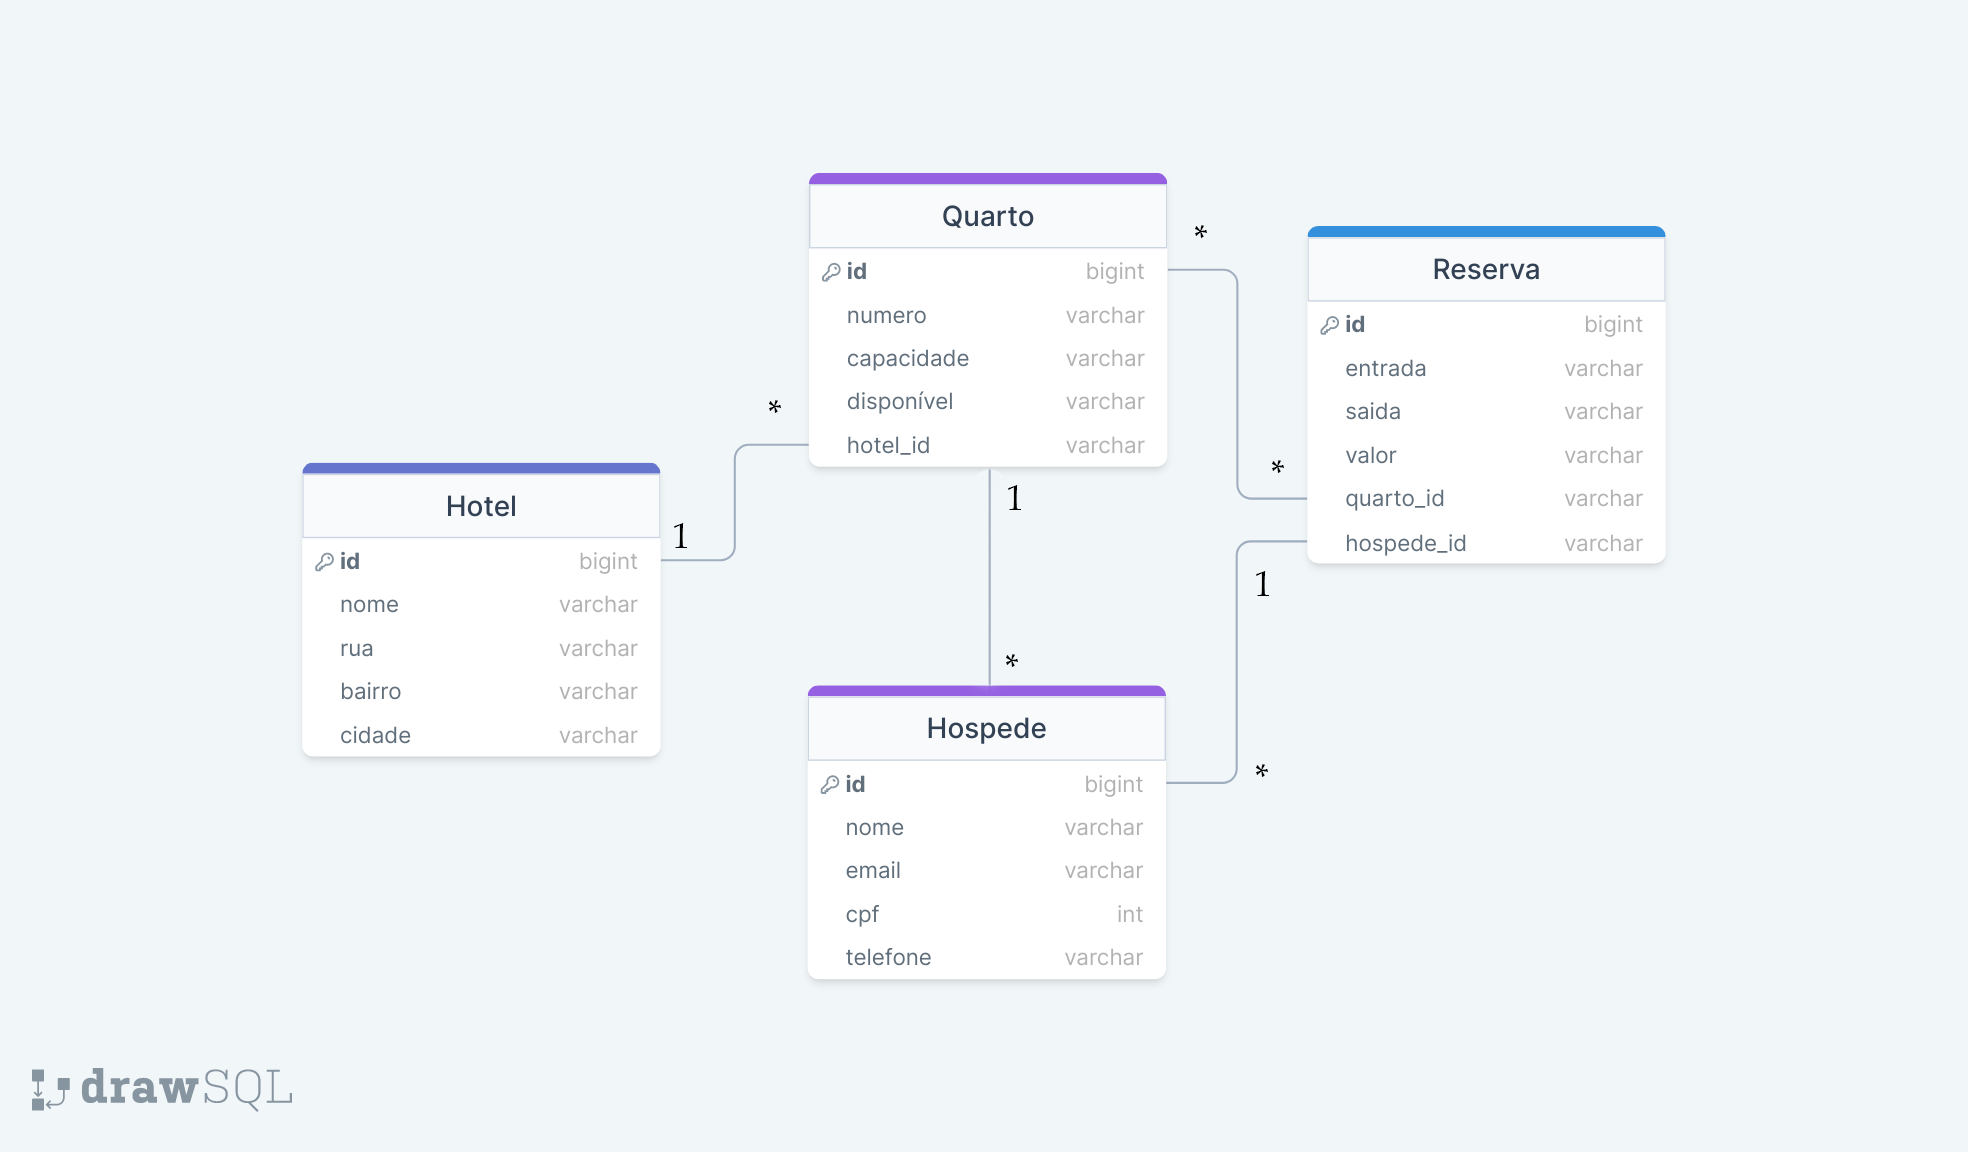 Quarto
id bigint
numero varchar
capacidade varchar
disponível varchar
hotel_id varchar
*
*
Reserva
id bigint
entrada varchar
saida varchar
valor varchar
quarto_id varchar
hospede_id varchar
*
1
Hotel
id bigint
nome varchar
rua varchar
bairro varchar
cidade varchar
1
*
1
*
Hospede
id bigint
nome varchar
email varchar
cpf int
telefone varchar
drawSQL